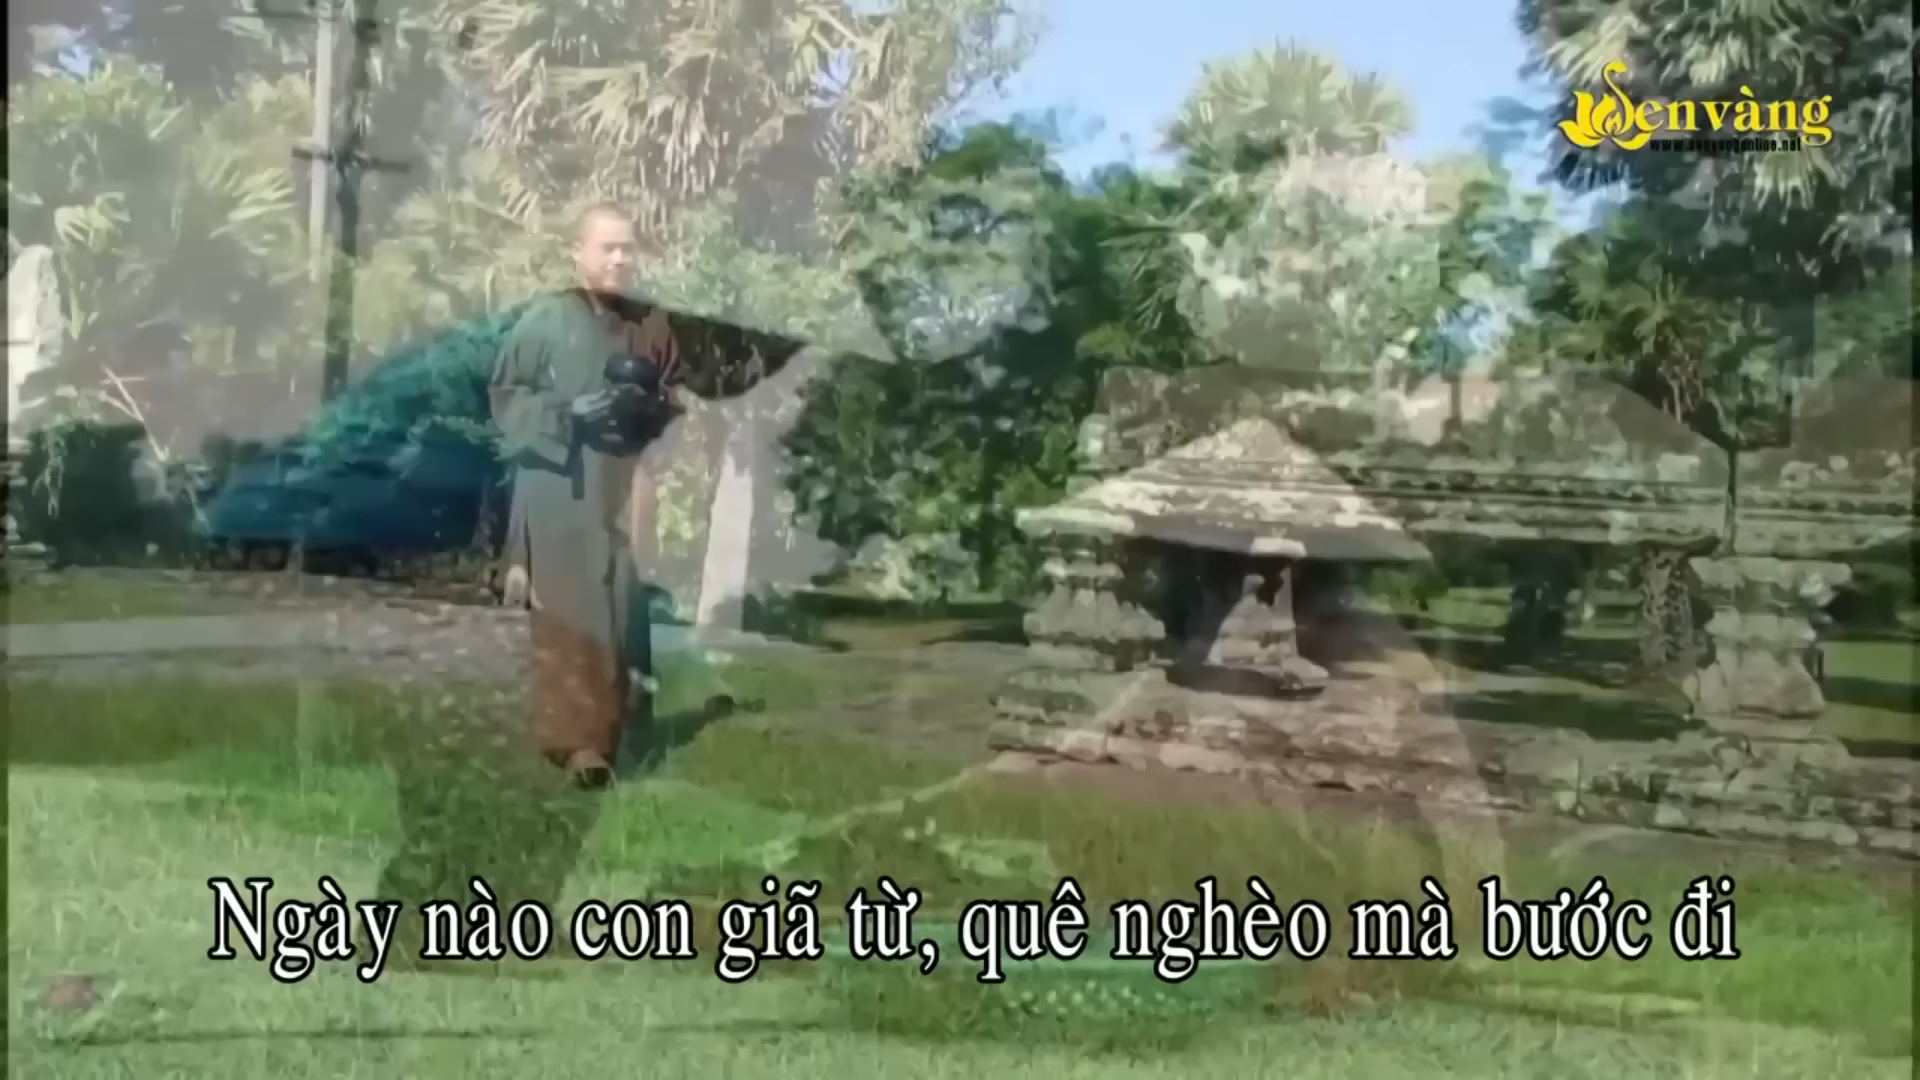 Senvàng
Ngày nào con giã từ, quê nghèo mà bước đi